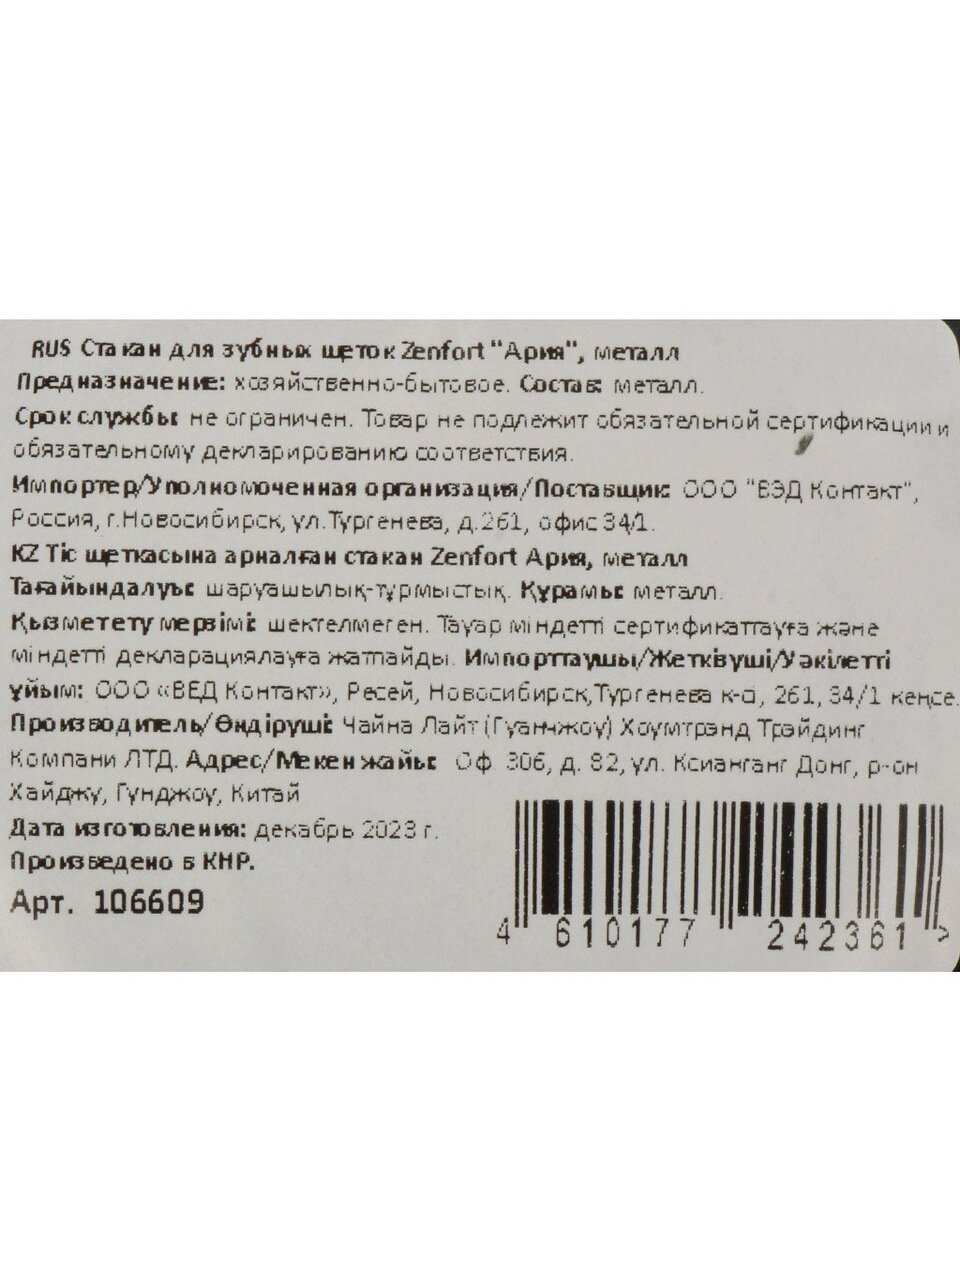 RUS Стакан для зубных щеток Zenfort "Ария", металл
Предназначение: хозяйственно-бытовое. Состав: металл.
Срок службы: не ограничен. Товар не подлежит обязательной сертификации и
обязательному декларированию соответствия.
Импортер/Уполномоченная организация/Поставщик: ООО "ВЭД Контакт",
Россия, г.Новосибирск, ул.Тургенева, д.261, офис 34/1.
KZ Тіс щеткасына арналған стакан Zenfort Ария, металл
Тағайындалуы: шаруашылық-тұрмыстық. Құрамы: металл.
Қызметету мерзімі: шектелмеген. Тауар міндетті сертификаттауға және
міндетті декларациялауға жатпайды. Импорттаушы/Жеткізуші/Уәкілетті
ұйым: ООО «ВЕД Контакт», Ресей, Новосибирск,Тургенева к-сі, 261, 34/1 кеңсе.
Производитель/Өндіруші: Чайна Лайт (Гуанчжоу) Хоумтрэнд Трэйдинг
Компани ЛТД. Адрес/Мекенжайы: Оф. 306, д. 82, ул. Ксианганг Донг, р-он
Хайджу, Гунджоу, Китай
Дата изготовления: декабрь 2023 г.
Произведено в КНР.
Арт. 106609
4 610177 242361 >